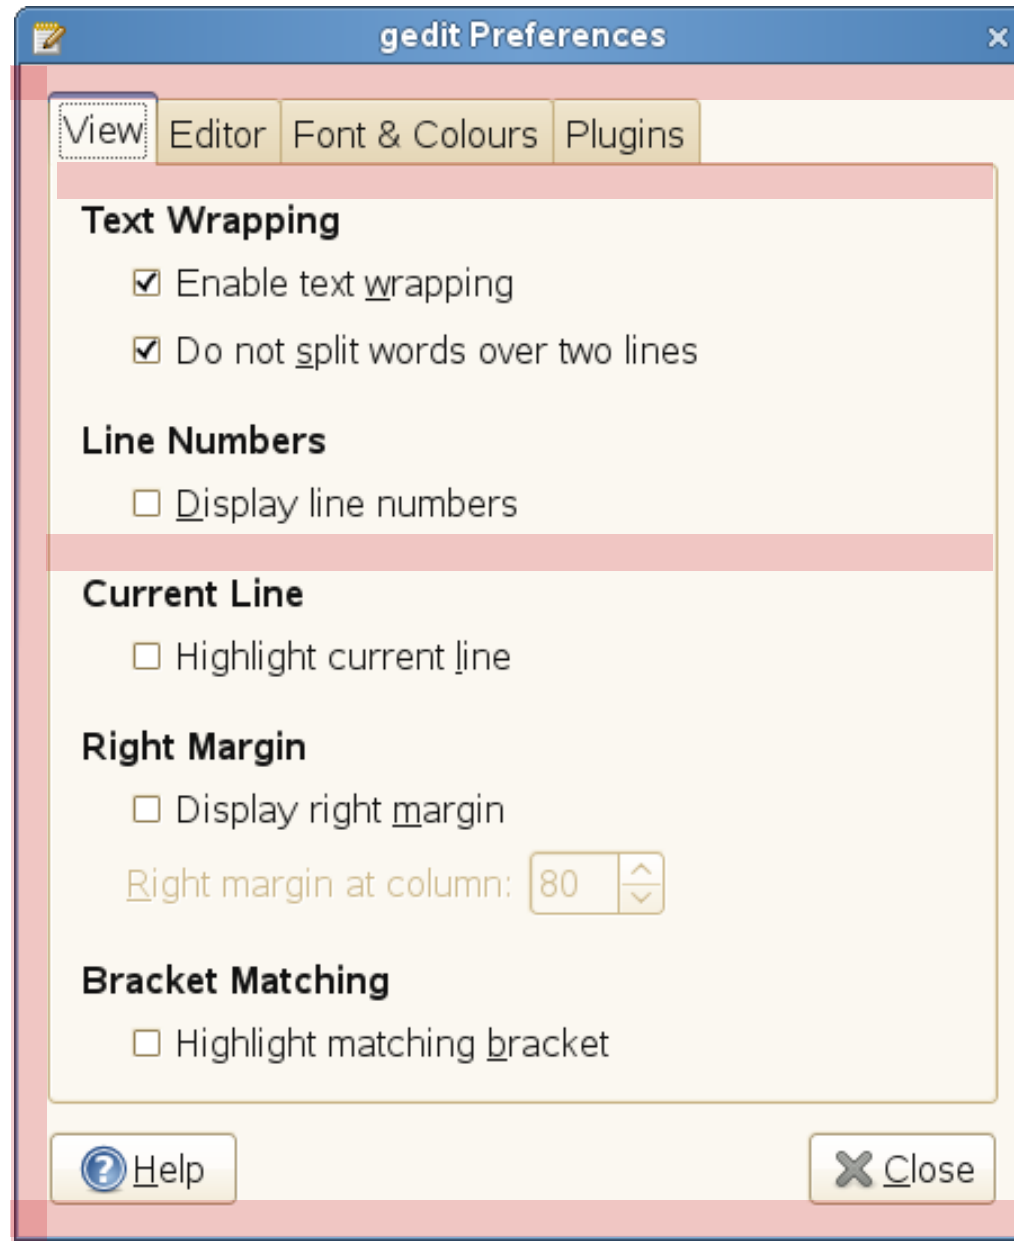 gedit Preferences
View Editor Font & Colours Plugins
Text Wrapping
Enable text wrapping
Do not split words over two lines
Line Numbers
Display line numbers
Current Line
Highlight current line
Right Margin
Display right margin
Right margin at column: 80
Bracket Matching
Highlight matching bracket
Help Close